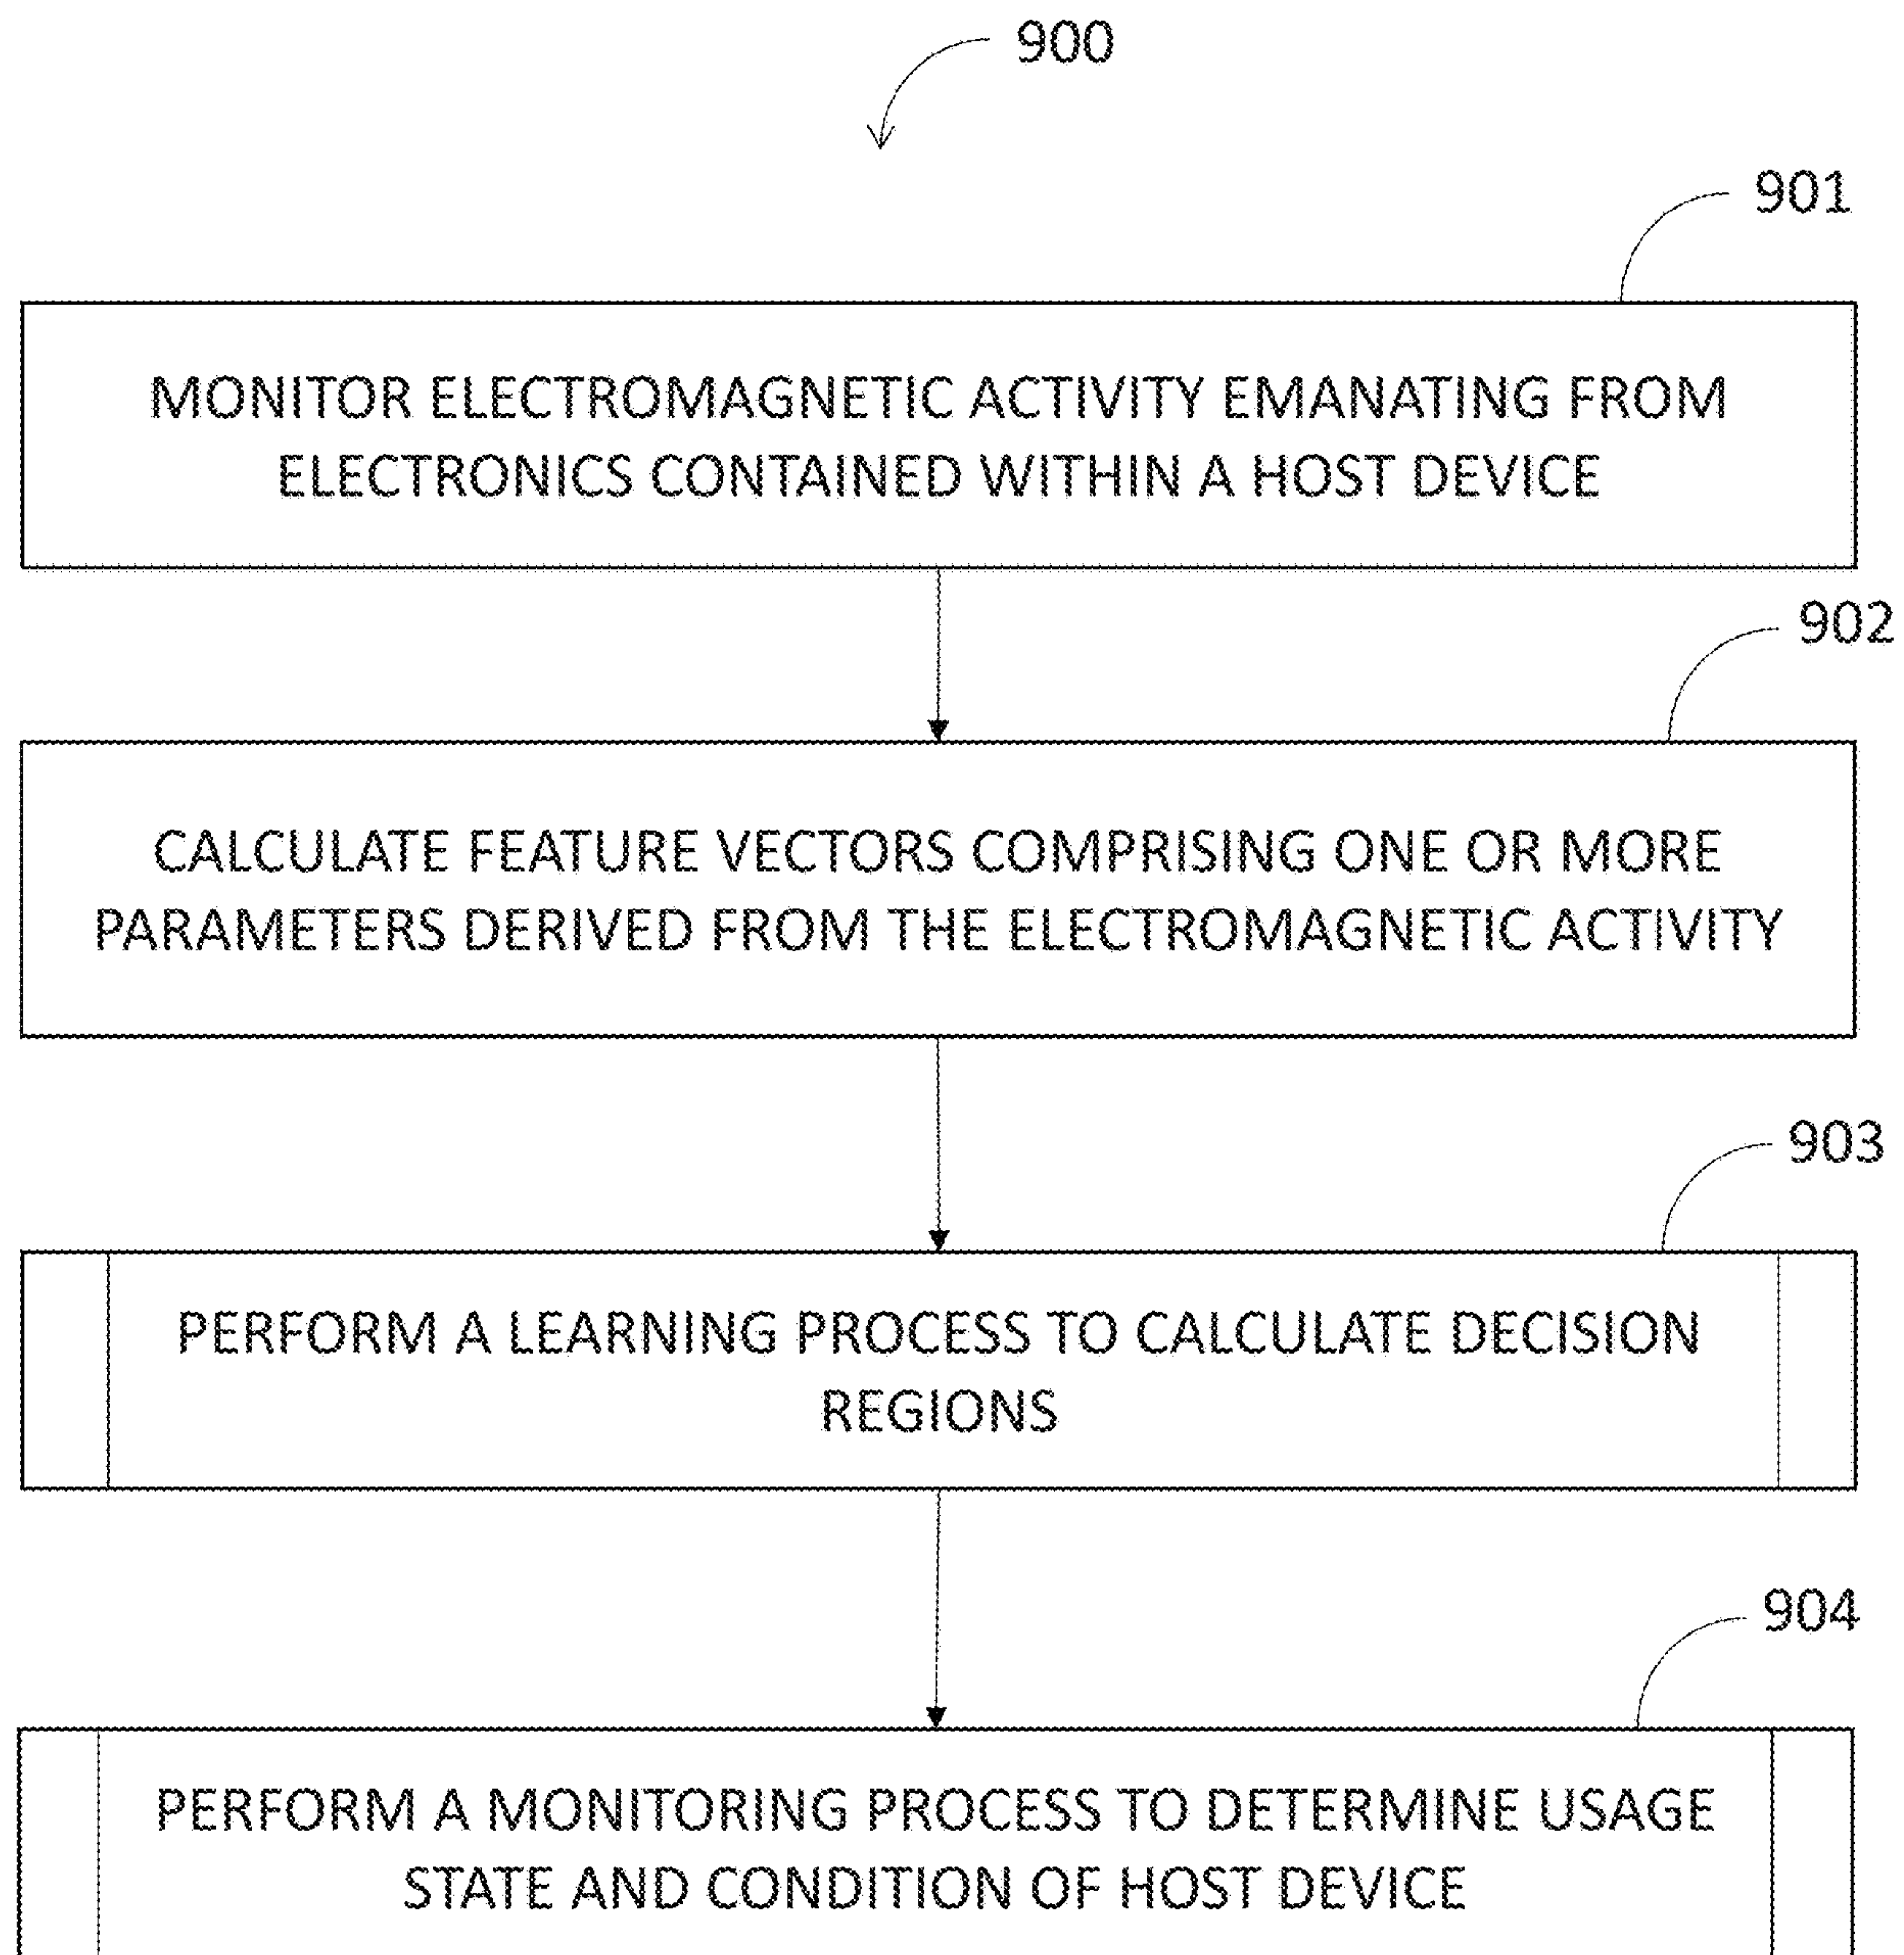 900
901
MONITOR ELECTROMAGNETIC ACTIVITY EMANATING FROM
ELECTRONICS CONTAINED WITHIN A HOST DEVICE
902
CALCULATE FEATURE VECTORS COMPRISING ONE OR MORE
PARAMETERS DERIVED FROM THE ELECTROMAGNETIC ACTIVITY
903
PERFORM A LEARNING PROCESS TO CALCULATE DECISION
REGIONS
904
PERFORM A MONITORING PROCESS TO DETERMINE USAGE
STATE AND CONDITION OF HOST DEVICE